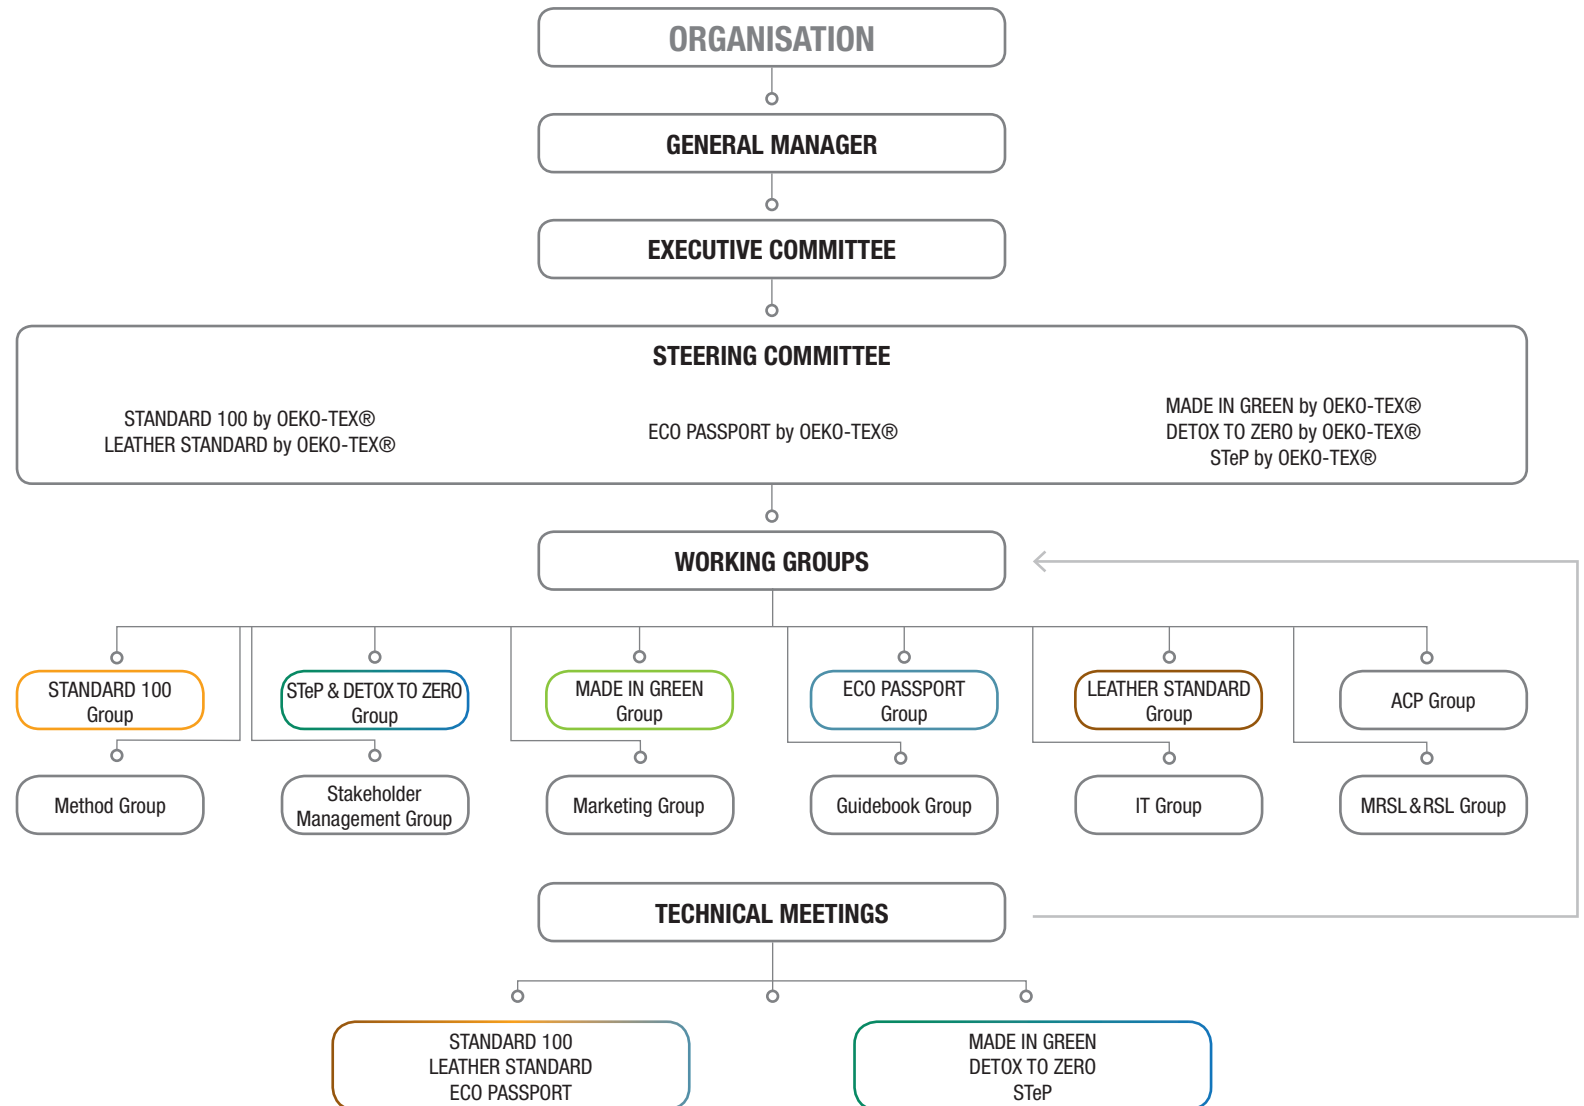 ORGANISATION
GENERAL MANAGER
EXECUTIVE COMMITTEE
STEERING COMMITTEE
STANDARD 100 by OEKO-TEX®
LEATHER STANDARD by OEKO-TEX®
ECO PASSPORT by OEKO-TEX®
MADE IN GREEN by OEKO-TEX®
DETOX TO ZERO by OEKO-TEX®
STeP by OEKO-TEX®
WORKING GROUPS
STANDARD 100
Group
STeP & DETOX TO ZERO
Group
MADE IN GREEN
Group
ECO PASSPORT
Group
LEATHER STANDARD
Group
ACP Group
Method Group
Stakeholder
Management Group
Marketing Group
Guidebook Group
IT Group
MRSL & RSL Group
TECHNICAL MEETINGS
STANDARD 100
LEATHER STANDARD
ECO PASSPORT
MADE IN GREEN
DETOX TO ZERO
STeP